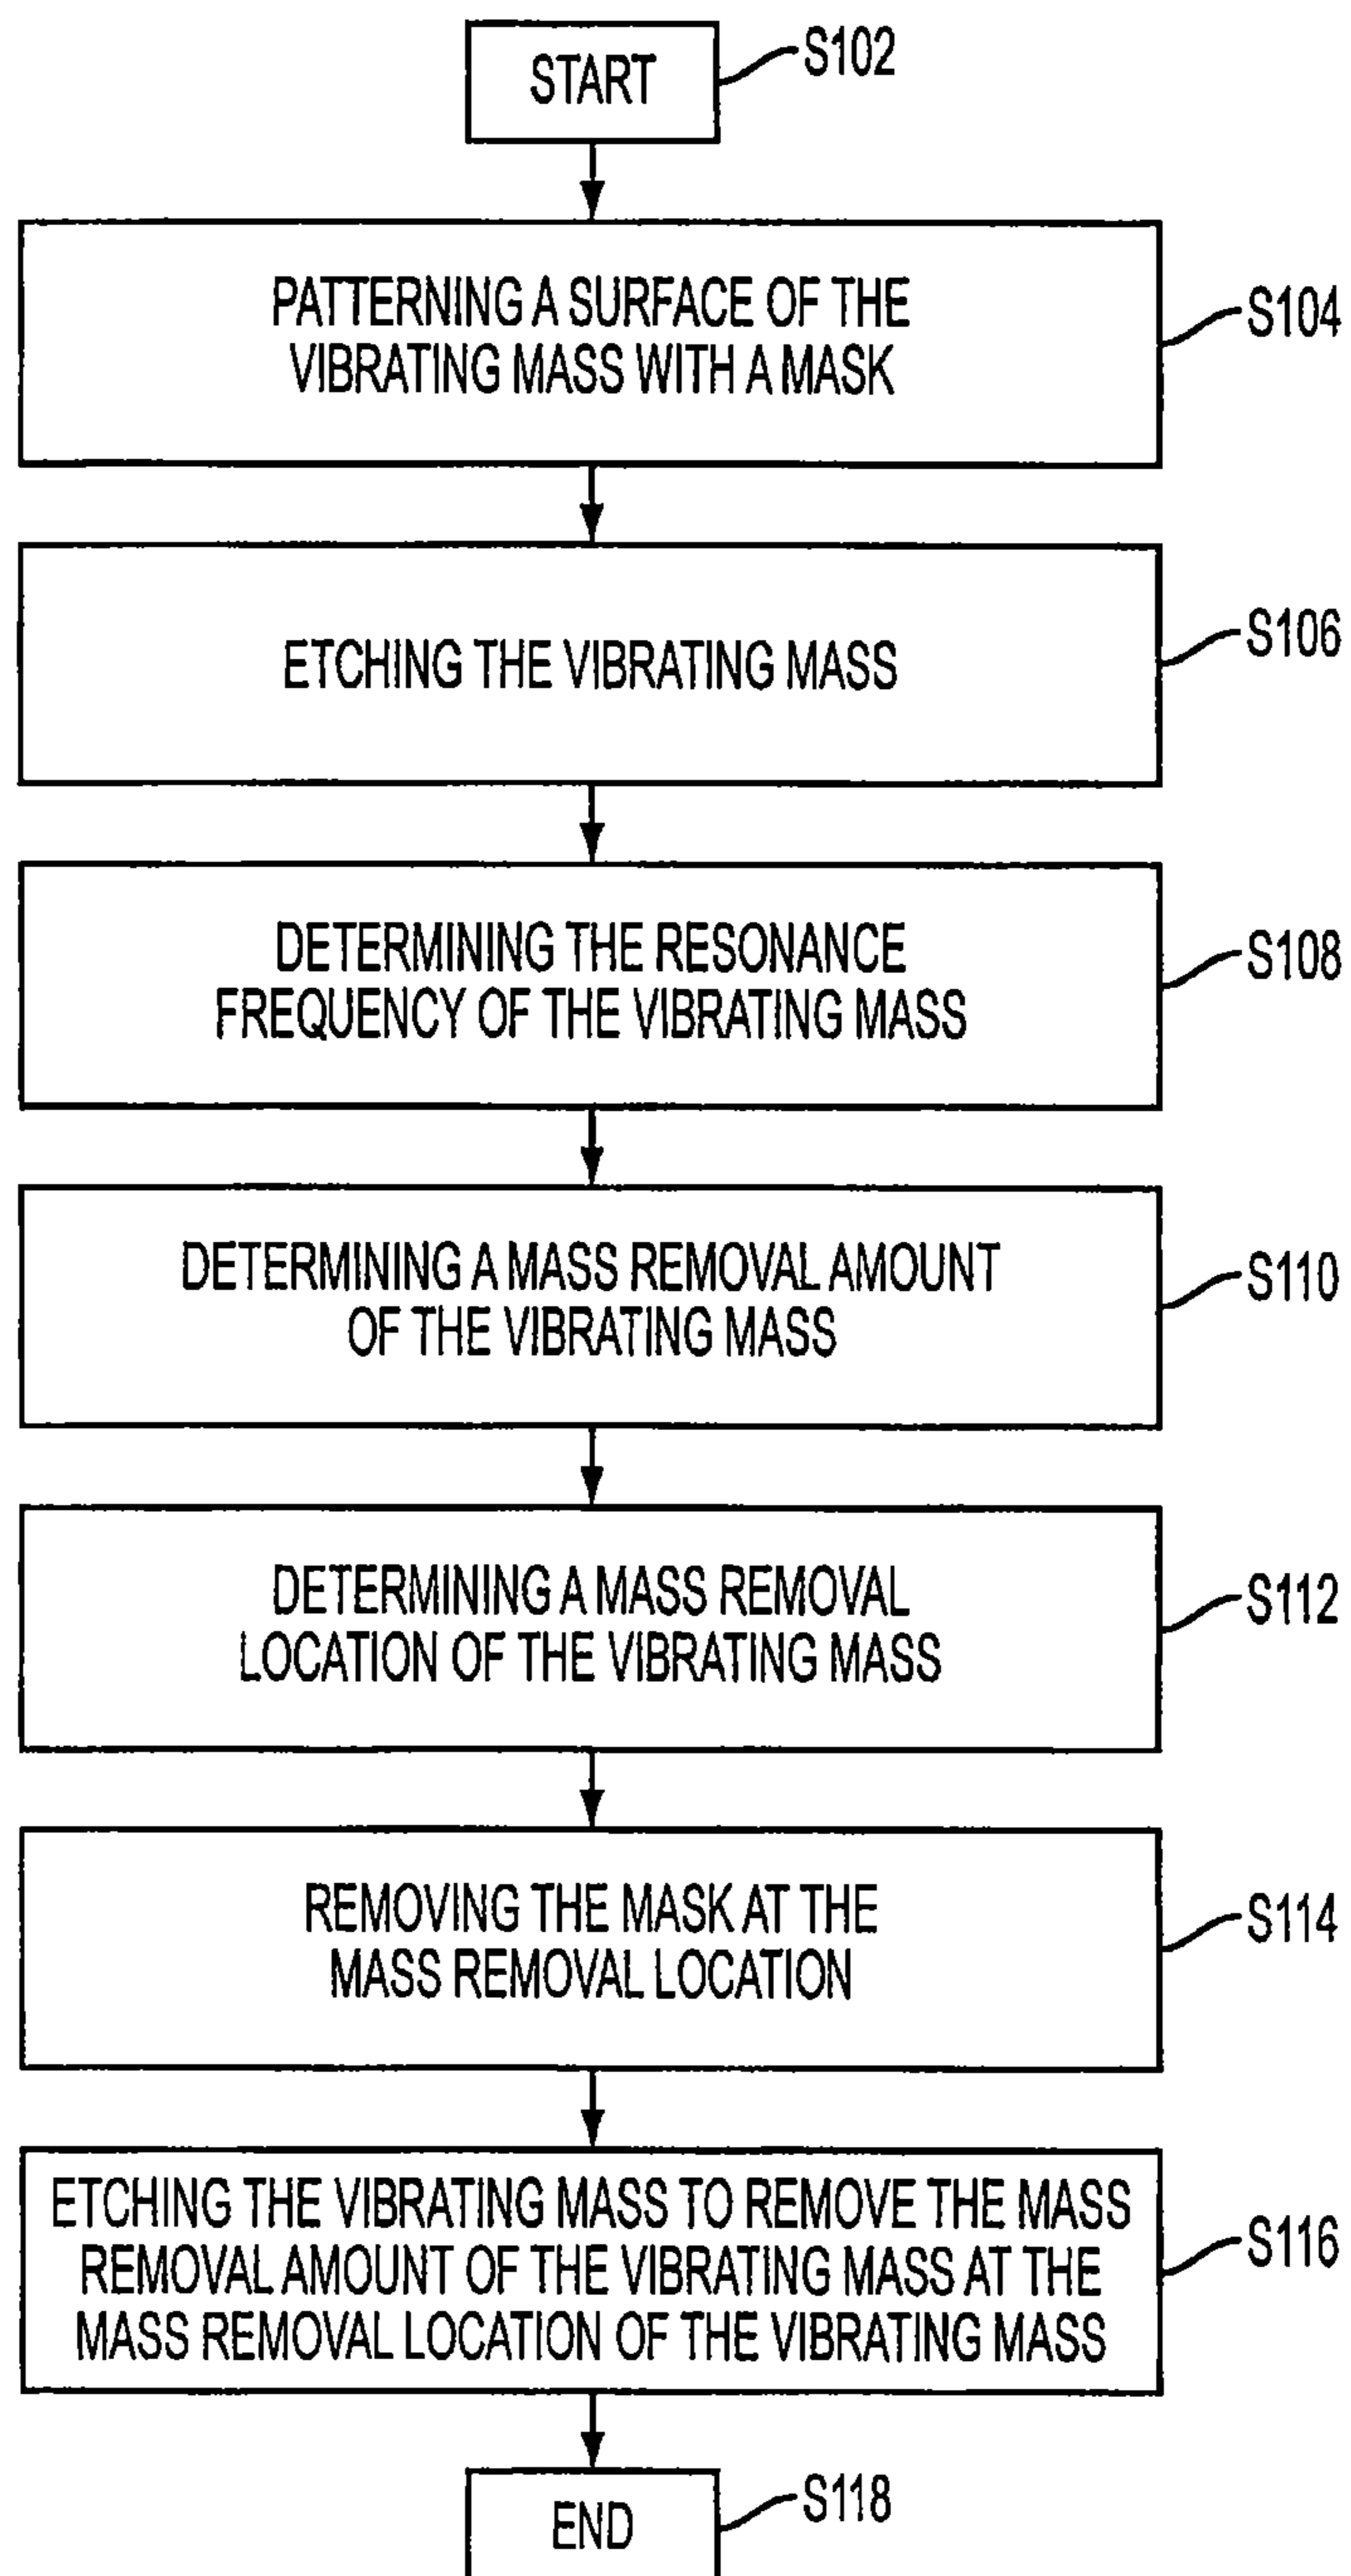 START
S102
PATTERNING A SURFACE OF THE
VIBRATING MASS WITH A MASK
S104
ETCHING THE VIBRATING MASS
S106
DETERMINING THE RESONANCE
FREQUENCY OF THE VIBRATING MASS
S108
DETERMINING A MASS REMOVAL AMOUNT
OF THE VIBRATING MASS
S110
DETERMINING A MASS REMOVAL
LOCATION OF THE VIBRATING MASS
S112
REMOVING THE MASK AT THE
MASS REMOVAL LOCATION
S114
ETCHING THE VIBRATING MASS TO REMOVE THE MASS
REMOVAL AMOUNT OF THE VIBRATING MASS AT THE
MASS REMOVAL LOCATION OF THE VIBRATING MASS
S116
END
S118